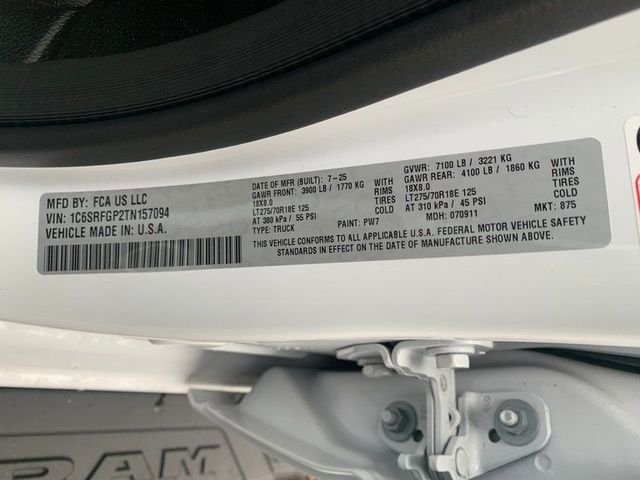 MFD BY: FCA US LLC
VIN: 1C6SRFGP2TN157094
VEHICLE MADE IN U.S.A.
DATE OF MFR (BUILT): 7-25
GAWR FRONT: 3900 LB / 1770 KG WITH
18X8.0 RIMS
LT275/70R18E 125 TIRES
AT 380 kPa / 55 PSI COLD
TYPE: TRUCK PAINT: PW7
GVWR: 7100 LB / 3221 KG
GAWR REAR: 4100 LB / 1860 KG WITH
18X8.0 RIMS
LT275/70R18E 125 TIRES
AT 310 kPa / 45 PSI COLD
MDH: 070911 MKT: 875
THIS VEHICLE CONFORMS TO ALL APPLICABLE U.S.A. FEDERAL MOTOR VEHICLE SAFETY
STANDARDS IN EFFECT ON THE DATE OF MANUFACTURE SHOWN ABOVE.
RAM